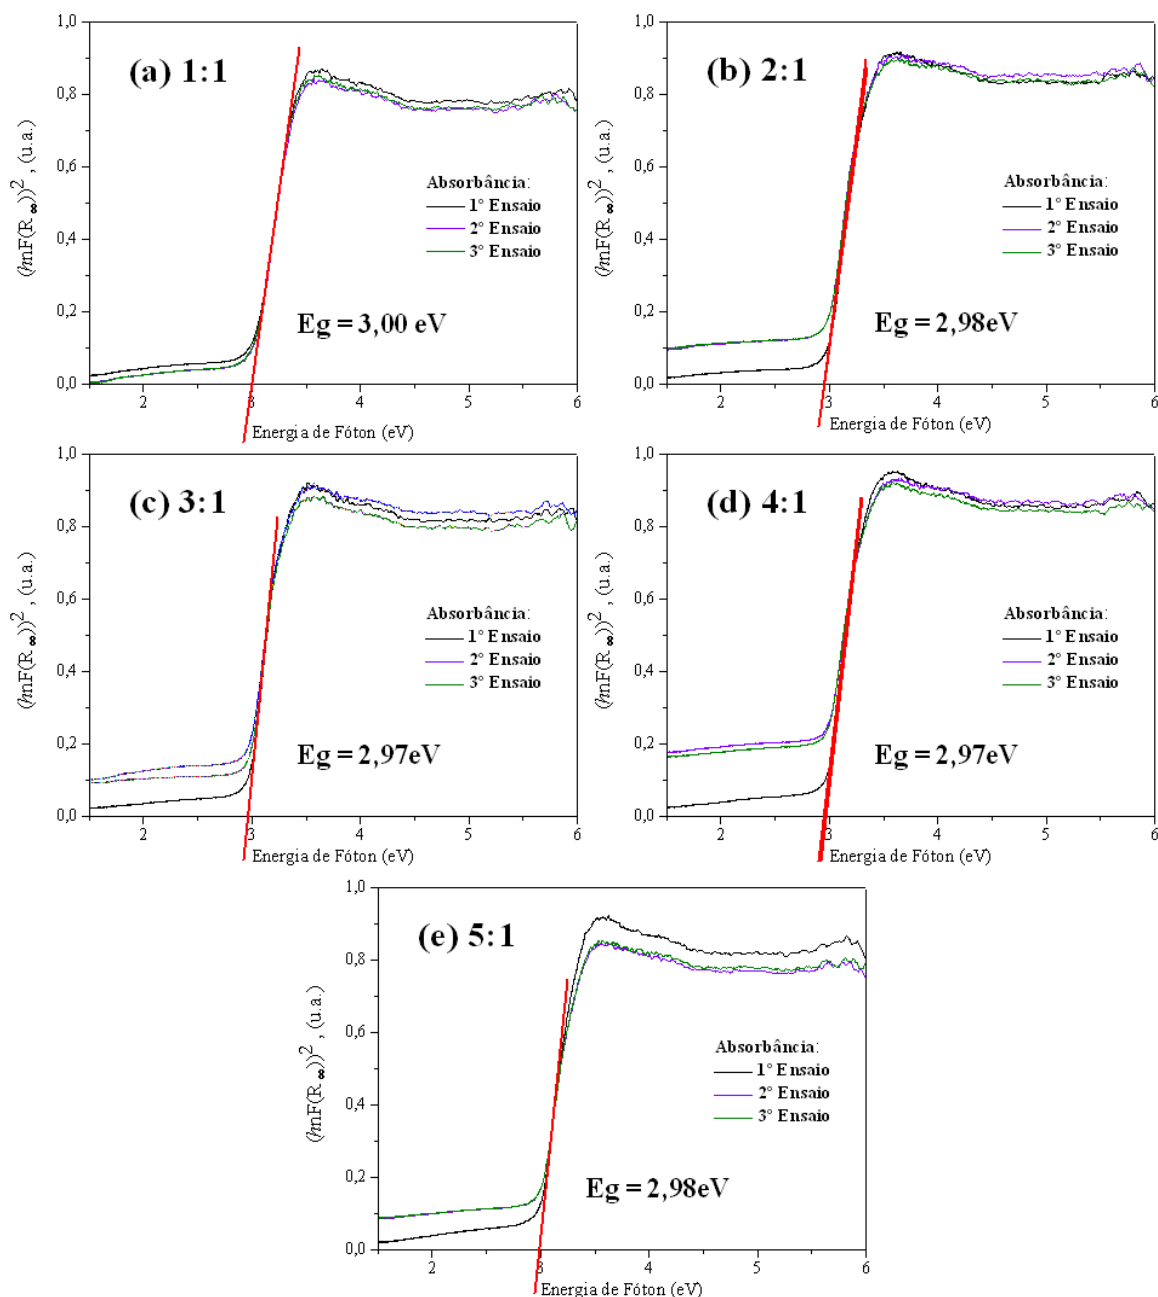 (a) 1:1
(hnF(R∞))², (u.a.)
1,0
0,8
0,6
0,4
0,2
0,0
Absorbância:
1° Ensaio
2° Ensaio
3° Ensaio
Eg = 3,00 eV
2 3 4 5 6
Energia de Fóton (eV)
(b) 2:1
(hnF(R∞))², (u.a.)
1,0
0,8
0,6
0,4
0,2
0,0
Absorbância:
1° Ensaio
2° Ensaio
3° Ensaio
Eg = 2,98eV
2 3 4 5 6
Energia de Fóton (eV)
(c) 3:1
(hnF(R∞))², (u.a.)
1,0
0,8
0,6
0,4
0,2
0,0
Absorbância:
1° Ensaio
2° Ensaio
3° Ensaio
Eg = 2,97eV
2 3 4 5 6
Energia de Fóton (eV)
(d) 4:1
(hnF(R∞))², (u.a.)
1,0
0,8
0,6
0,4
0,2
0,0
Absorbância:
1° Ensaio
2° Ensaio
3° Ensaio
Eg = 2,97eV
2 3 4 5 6
Energia de Fóton (eV)
(e) 5:1
(hnF(R∞))², (u.a.)
1,0
0,8
0,6
0,4
0,2
0,0
Absorbância:
1° Ensaio
2° Ensaio
3° Ensaio
Eg = 2,98eV
2 3 4 5 6
Energia de Fóton (eV)